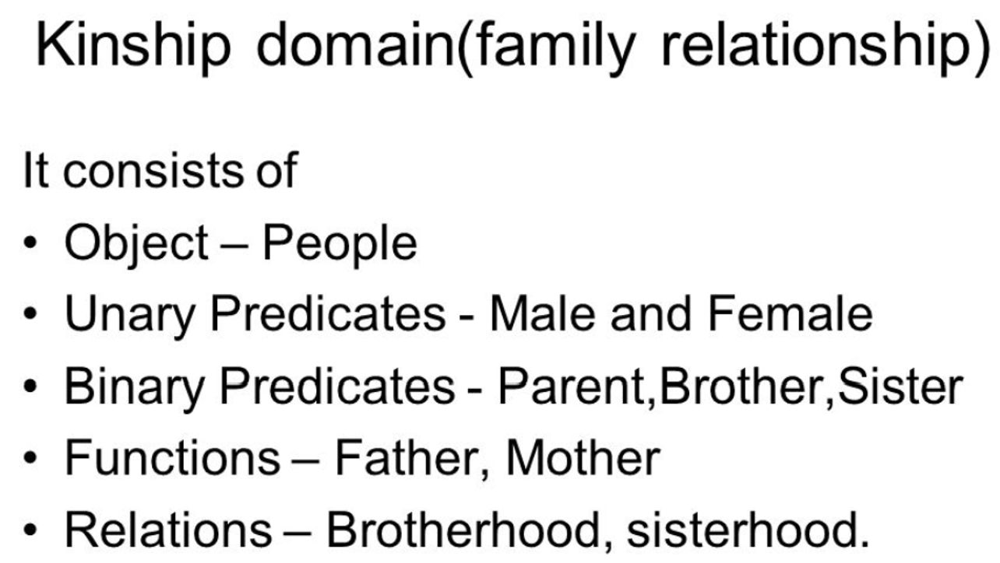 Kinship domain(family relationship)
It consists of
• Object – People
• Unary Predicates - Male and Female
• Binary Predicates - Parent,Brother,Sister
• Functions – Father, Mother
• Relations – Brotherhood, sisterhood.